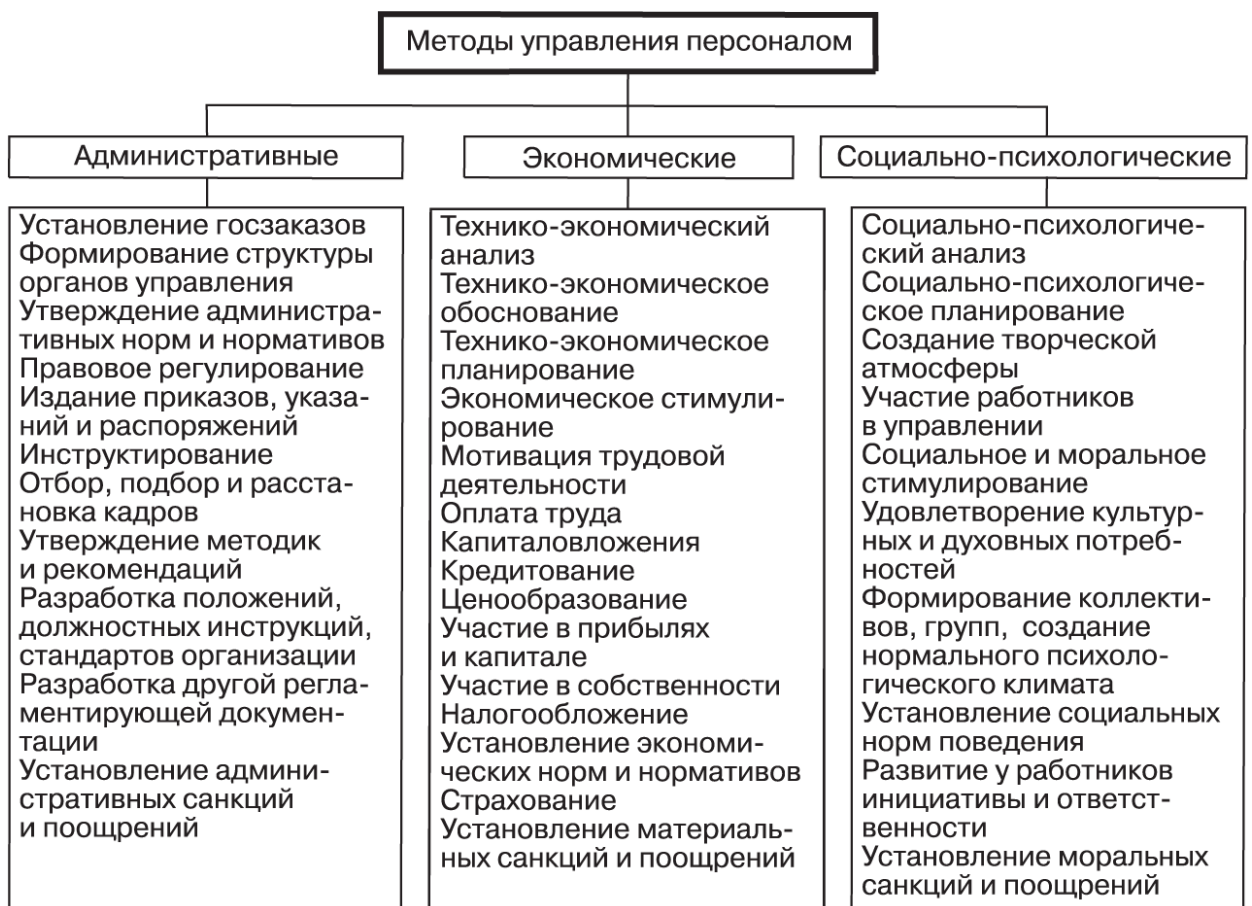 Методы управления персоналом
Административные
Экономические
Социально-психологические
Установление госзаказов
Формирование структуры
органов управления
Утверждение администра-
тивных норм и нормативов
Правовое регулирование
Издание приказов, указа-
ний и распоряжений
Инструктирование
Отбор, подбор и расста-
новка кадров
Утверждение методик
и рекомендаций
Разработка положений,
должностных инструкций,
стандартов организации
Разработка другой регла-
ментирующей докумен-
тации
Установление админи-
стративных санкций
и поощрений
Технико-экономический
анализ
Технико-экономическое
обоснование
Технико-экономическое
планирование
Экономическое стимули-
рование
Мотивация трудовой
деятельности
Оплата труда
Капиталовложения
Кредитование
Ценообразование
Участие в прибылях
и капитале
Участие в собственности
Налогообложение
Установление экономи-
ческих норм и нормативов
Страхование
Установление материаль-
ных санкций и поощрений
Социально-психологиче-
ский анализ
Социально-психологиче-
ское планирование
Создание творческой
атмосферы
Участие работников
в управлении
Социальное и моральное
стимулирование
Удовлетворение культур-
ных и духовных потреб-
ностей
Формирование коллекти-
вов, групп, создание
нормального психоло-
гического климата
Установление социальных
норм поведения
Развитие у работников
инициативы и ответст-
венности
Установление моральных
санкций и поощрений